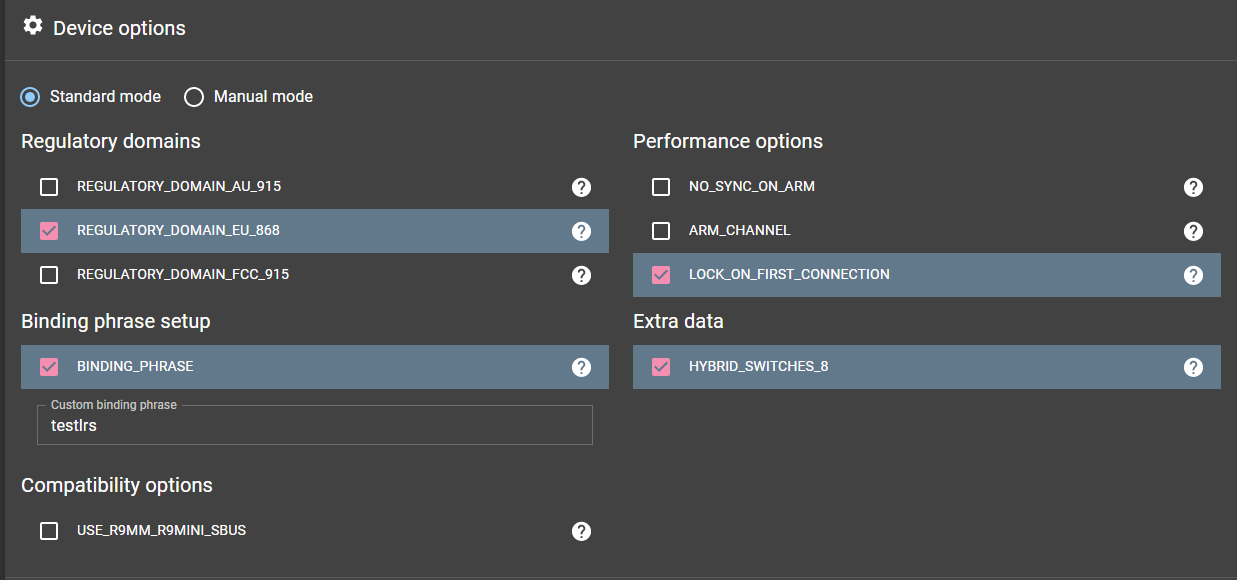 Device options
Standard mode
Manual mode
Regulatory domains
REGULATORY_DOMAIN_AU_915
REGULATORY_DOMAIN_EU_868
REGULATORY_DOMAIN_FCC_915
Binding phrase setup
BINDING_PHRASE
Custom binding phrase
testlrs
Compatibility options
USE_R9MM_R9MINI_SBUS
Performance options
NO_SYNC_ON_ARM
ARM_CHANNEL
LOCK_ON_FIRST_CONNECTION
Extra data
HYBRID_SWITCHES_8